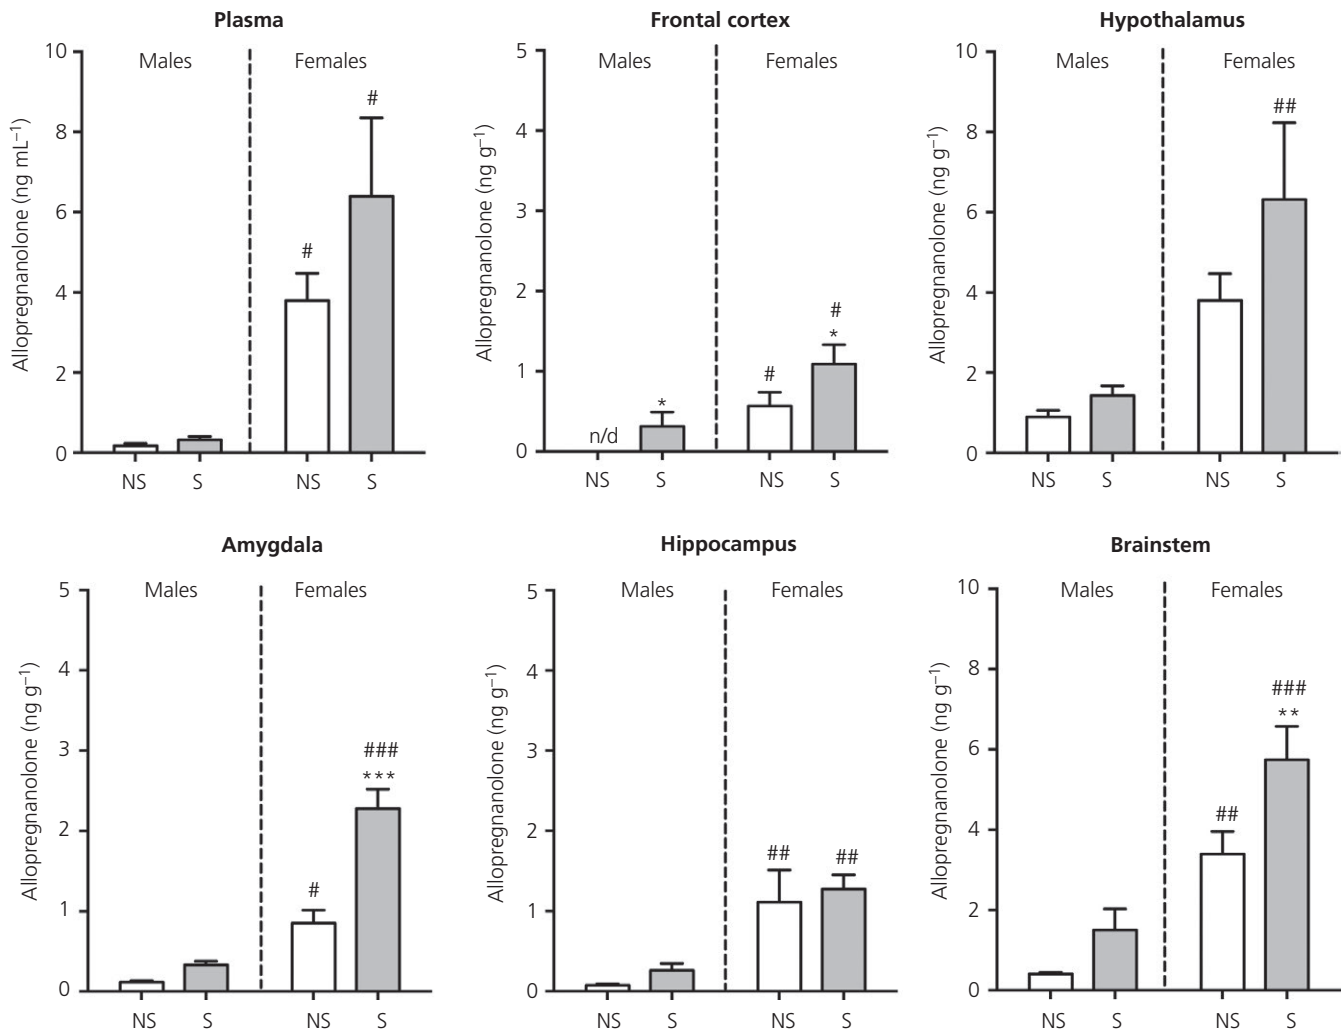 Plasma
Allopregnanolone (ng mL⁻¹)
10
8
6
4
2
0
Males
Females
#
#
NS
S
NS
S
Frontal cortex
Allopregnanolone (ng g⁻¹)
5
4
3
2
1
0
Males
Females
n/d
*
#
#
*
NS
S
NS
S
Hypothalamus
Allopregnanolone (ng g⁻¹)
10
8
6
4
2
0
Males
Females
##
NS
S
NS
S
Amygdala
Allopregnanolone (ng g⁻¹)
5
4
3
2
1
0
Males
Females
#
###
***
NS
S
NS
S
Hippocampus
Allopregnanolone (ng g⁻¹)
5
4
3
2
1
0
Males
Females
##
##
NS
S
NS
S
Brainstem
Allopregnanolone (ng g⁻¹)
10
8
6
4
2
0
Males
Females
##
###
**
NS
S
NS
S